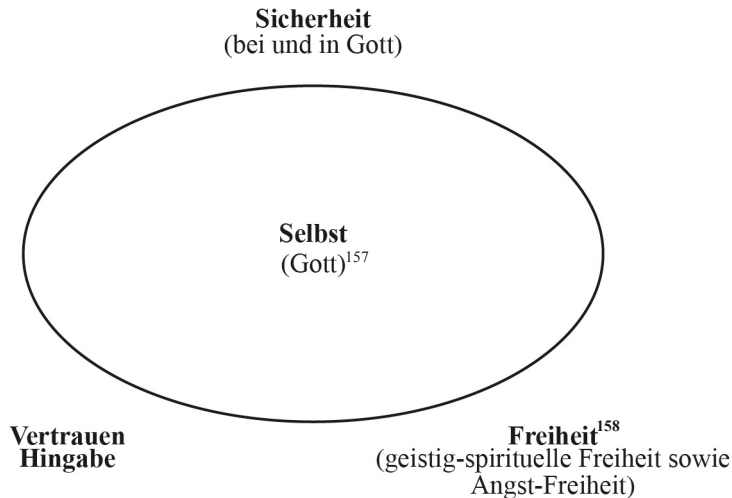 Sicherheit
(bei und in Gott)
Selbst
(Gott)157
Vertrauen
Hingabe
Freiheit158
(geistig-spirituelle Freiheit sowie
Angst-Freiheit)